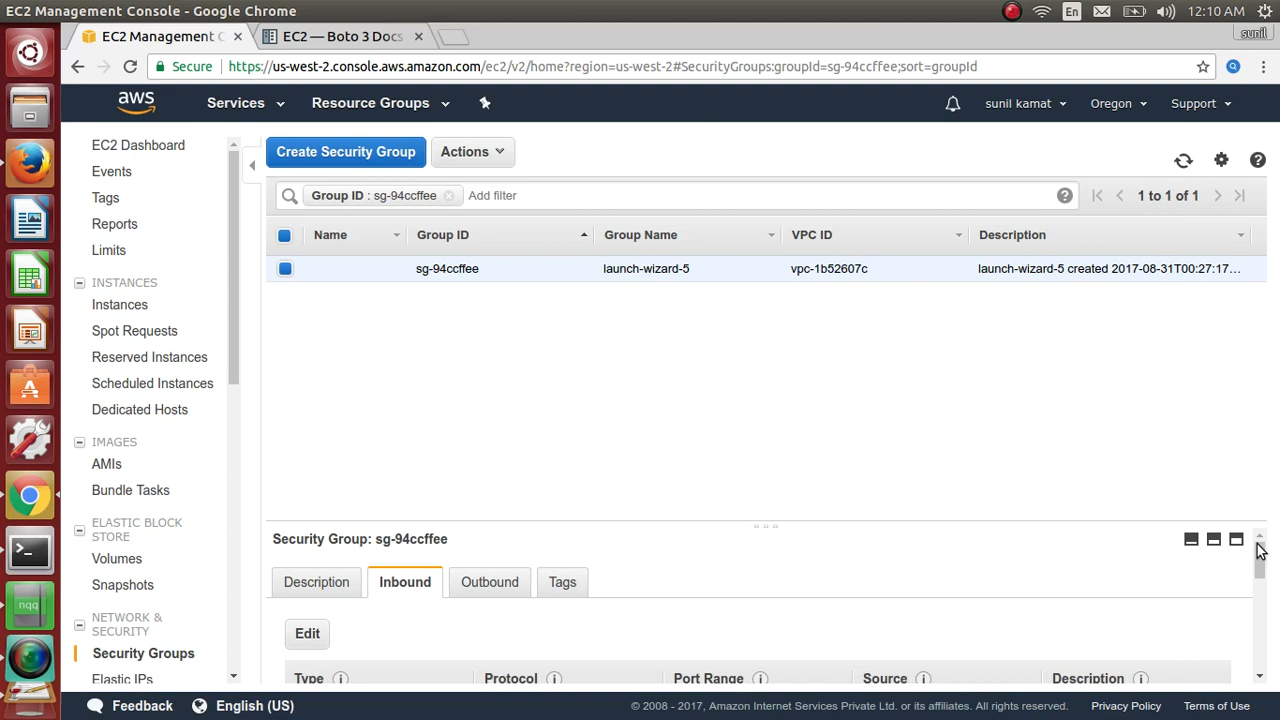 EC2 Management Console - Google Chrome
En
12:10 AM
EC2 Management C
EC2 — Boto 3 Docs
sunil
Secure
https://us-west-2.console.aws.amazon.com/ec2/v2/home?region=us-west-2#SecurityGroups:groupId=sg-94ccffee;sort=groupId
aws
Services
Resource Groups
sunil kamat
Oregon
Support
EC2 Dashboard
Events
Tags
Reports
Limits
INSTANCES
Instances
Spot Requests
Reserved Instances
Scheduled Instances
Dedicated Hosts
IMAGES
AMIs
Bundle Tasks
ELASTIC BLOCK
STORE
Volumes
Snapshots
NETWORK &
SECURITY
Security Groups
Elastic IPs
Create Security Group
Actions
Group ID : sg-94ccffee
Add filter
1 to 1 of 1
Name
Group ID
Group Name
VPC ID
Description
sg-94ccffee
launch-wizard-5
vpc-1b52607c
launch-wizard-5 created 2017-08-31T00:27:17...
Security Group: sg-94ccffee
Description
Inbound
Outbound
Tags
Edit
Type
Protocol
Port Range
Source
Description
nqq
Feedback
English (US)
© 2008 - 2017, Amazon Internet Services Private Ltd. or its affiliates. All rights reserved.
Privacy Policy
Terms of Use